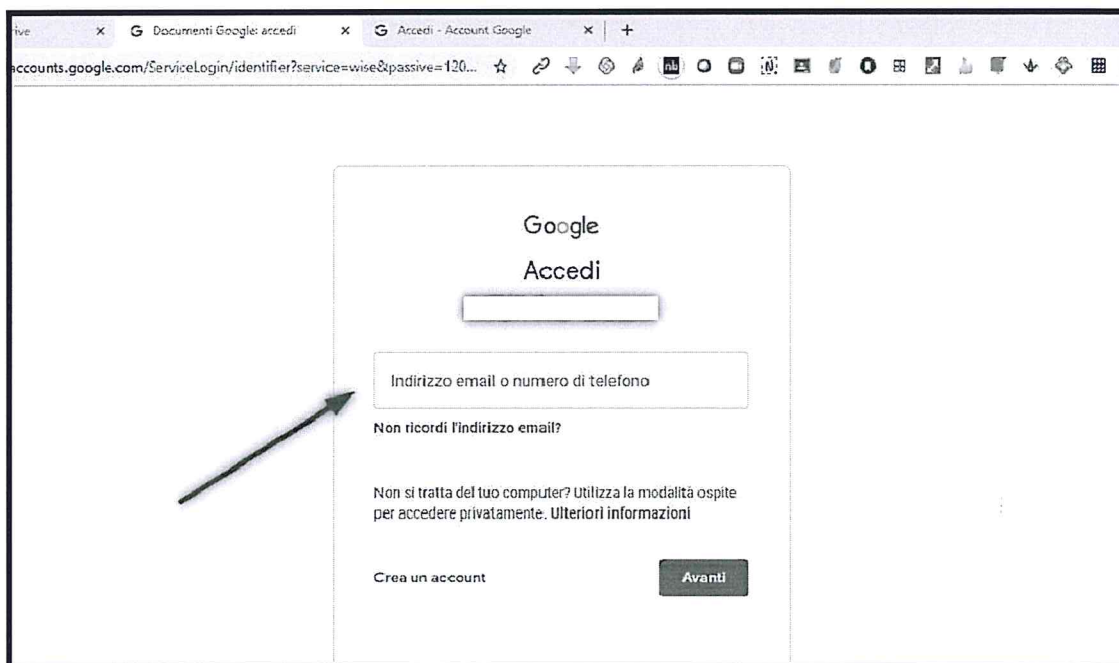 rive
Documenti Google: accedi
Accedi - Account Google
accounts.google.com/ServiceLogin/identifier?service=wise&passive=120...
nb
N
Google
Accedi
Indirizzo email o numero di telefono
Non ricordi l'indirizzo email?
Non si tratta del tuo computer? Utilizza la modalità ospite
per accedere privatamente. Ulteriori informazioni
Crea un account
Avanti